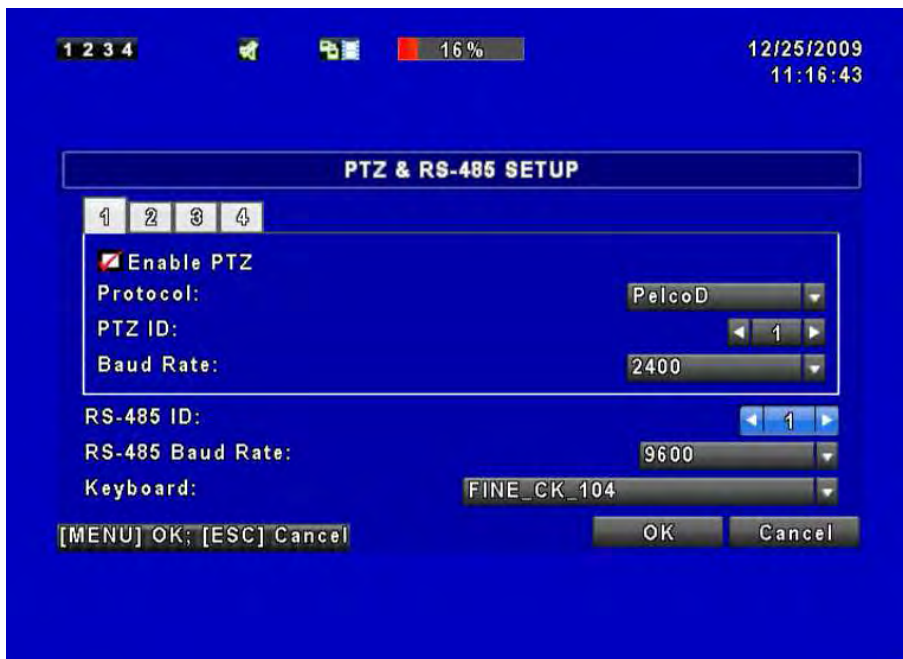 1 2 3 4 16% 12/25/2009
11:16:43
PTZ & RS-485 SETUP
1 2 3 4
Enable PTZ
Protocol: PelcoD
PTZ ID: 1
Baud Rate: 2400
RS-485 ID: 1
RS-485 Baud Rate: 9600
Keyboard: FINE_CK_104
[MENU] OK; [ESC] Cancel OK Cancel